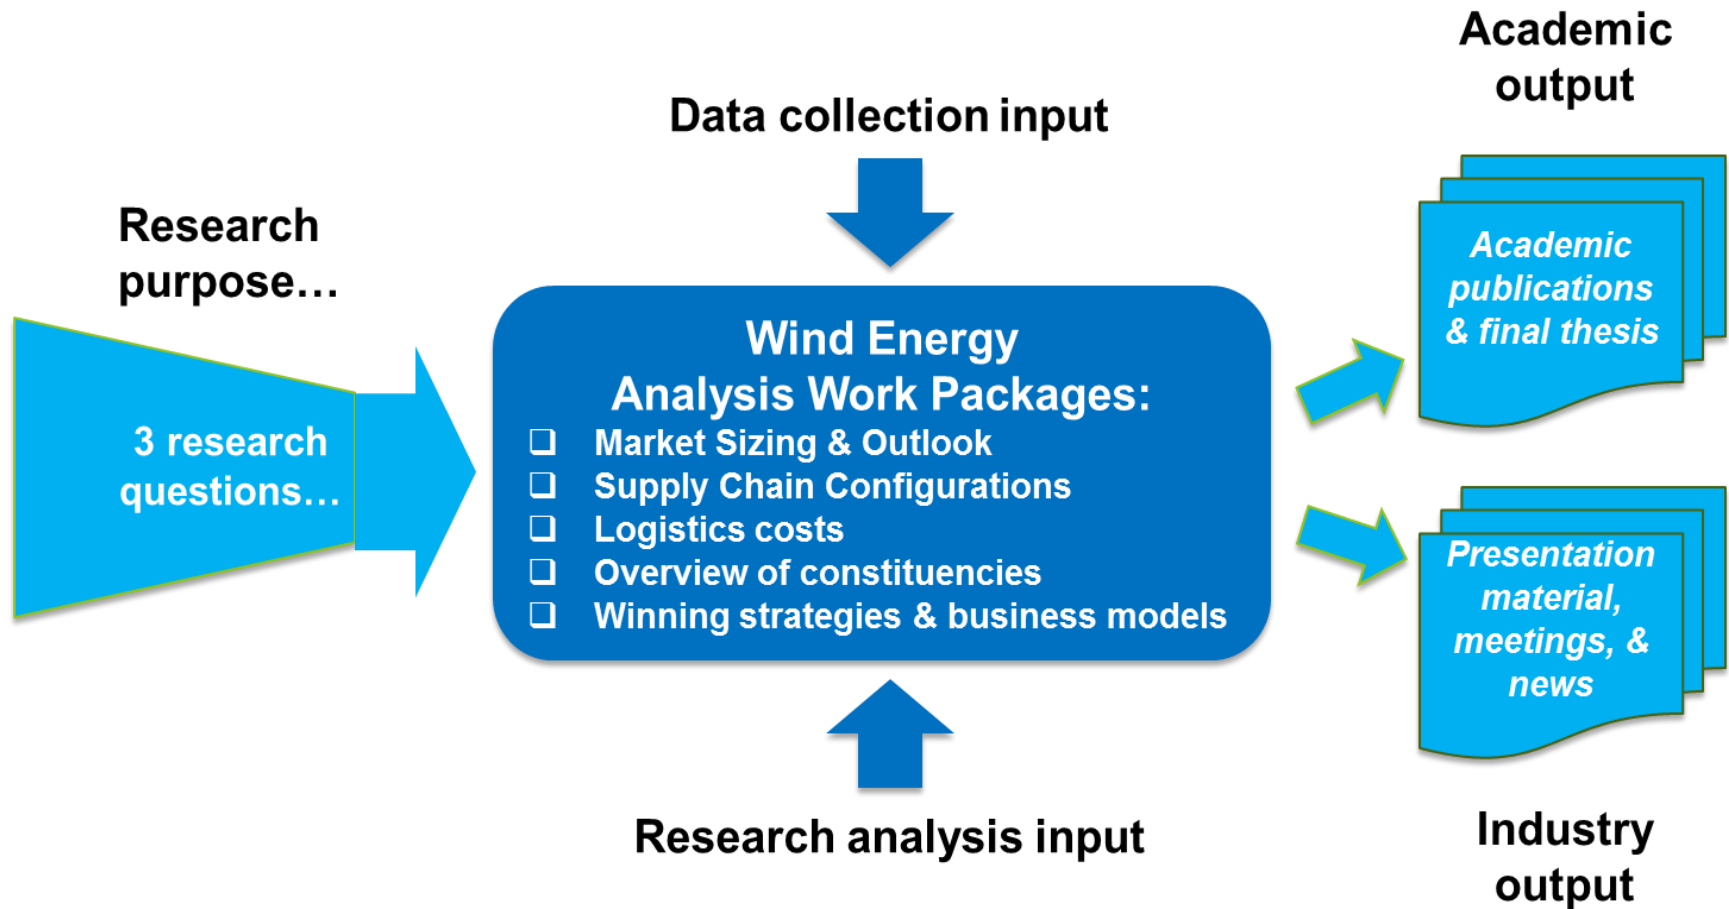 Academic
output
Data collection input
Research
purpose…
3 research
questions…
Wind Energy
Analysis Work Packages:
❑ Market Sizing & Outlook
❑ Supply Chain Configurations
❑ Logistics costs
❑ Overview of constituencies
❑ Winning strategies & business models
Academic
publications
& final thesis
Presentation
material,
meetings, &
news
Research analysis input
Industry
output